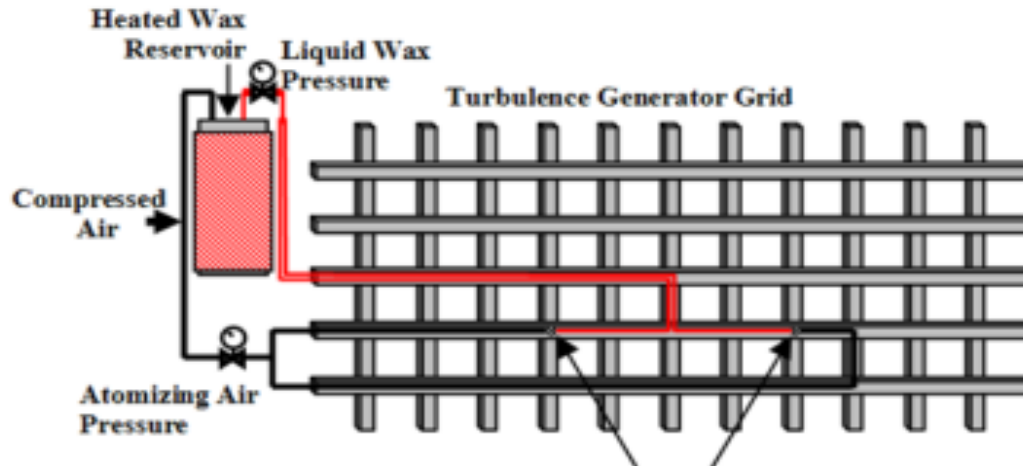 Heated Wax
Reservoir
Liquid Wax
Pressure
Turbulence Generator Grid
Compressed
Air
Atomizing Air
Pressure